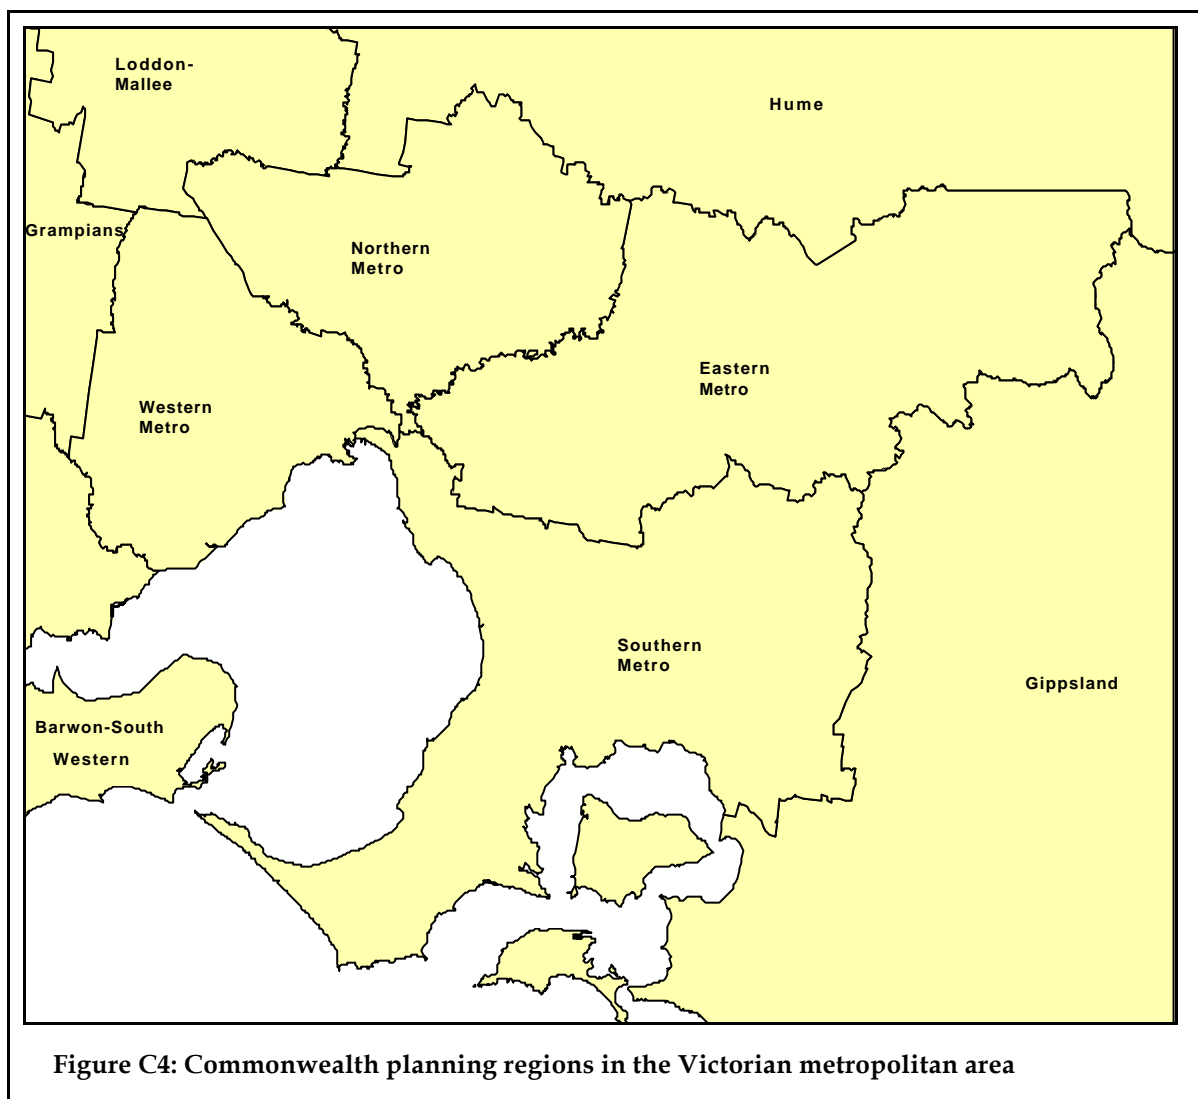 Loddon-
Mallee
Hume
Grampians
Northern
Metro
Eastern
Metro
Western
Metro
Southern
Metro
Gippsland
Barwon-South
Western
Figure C4: Commonwealth planning regions in the Victorian metropolitan area